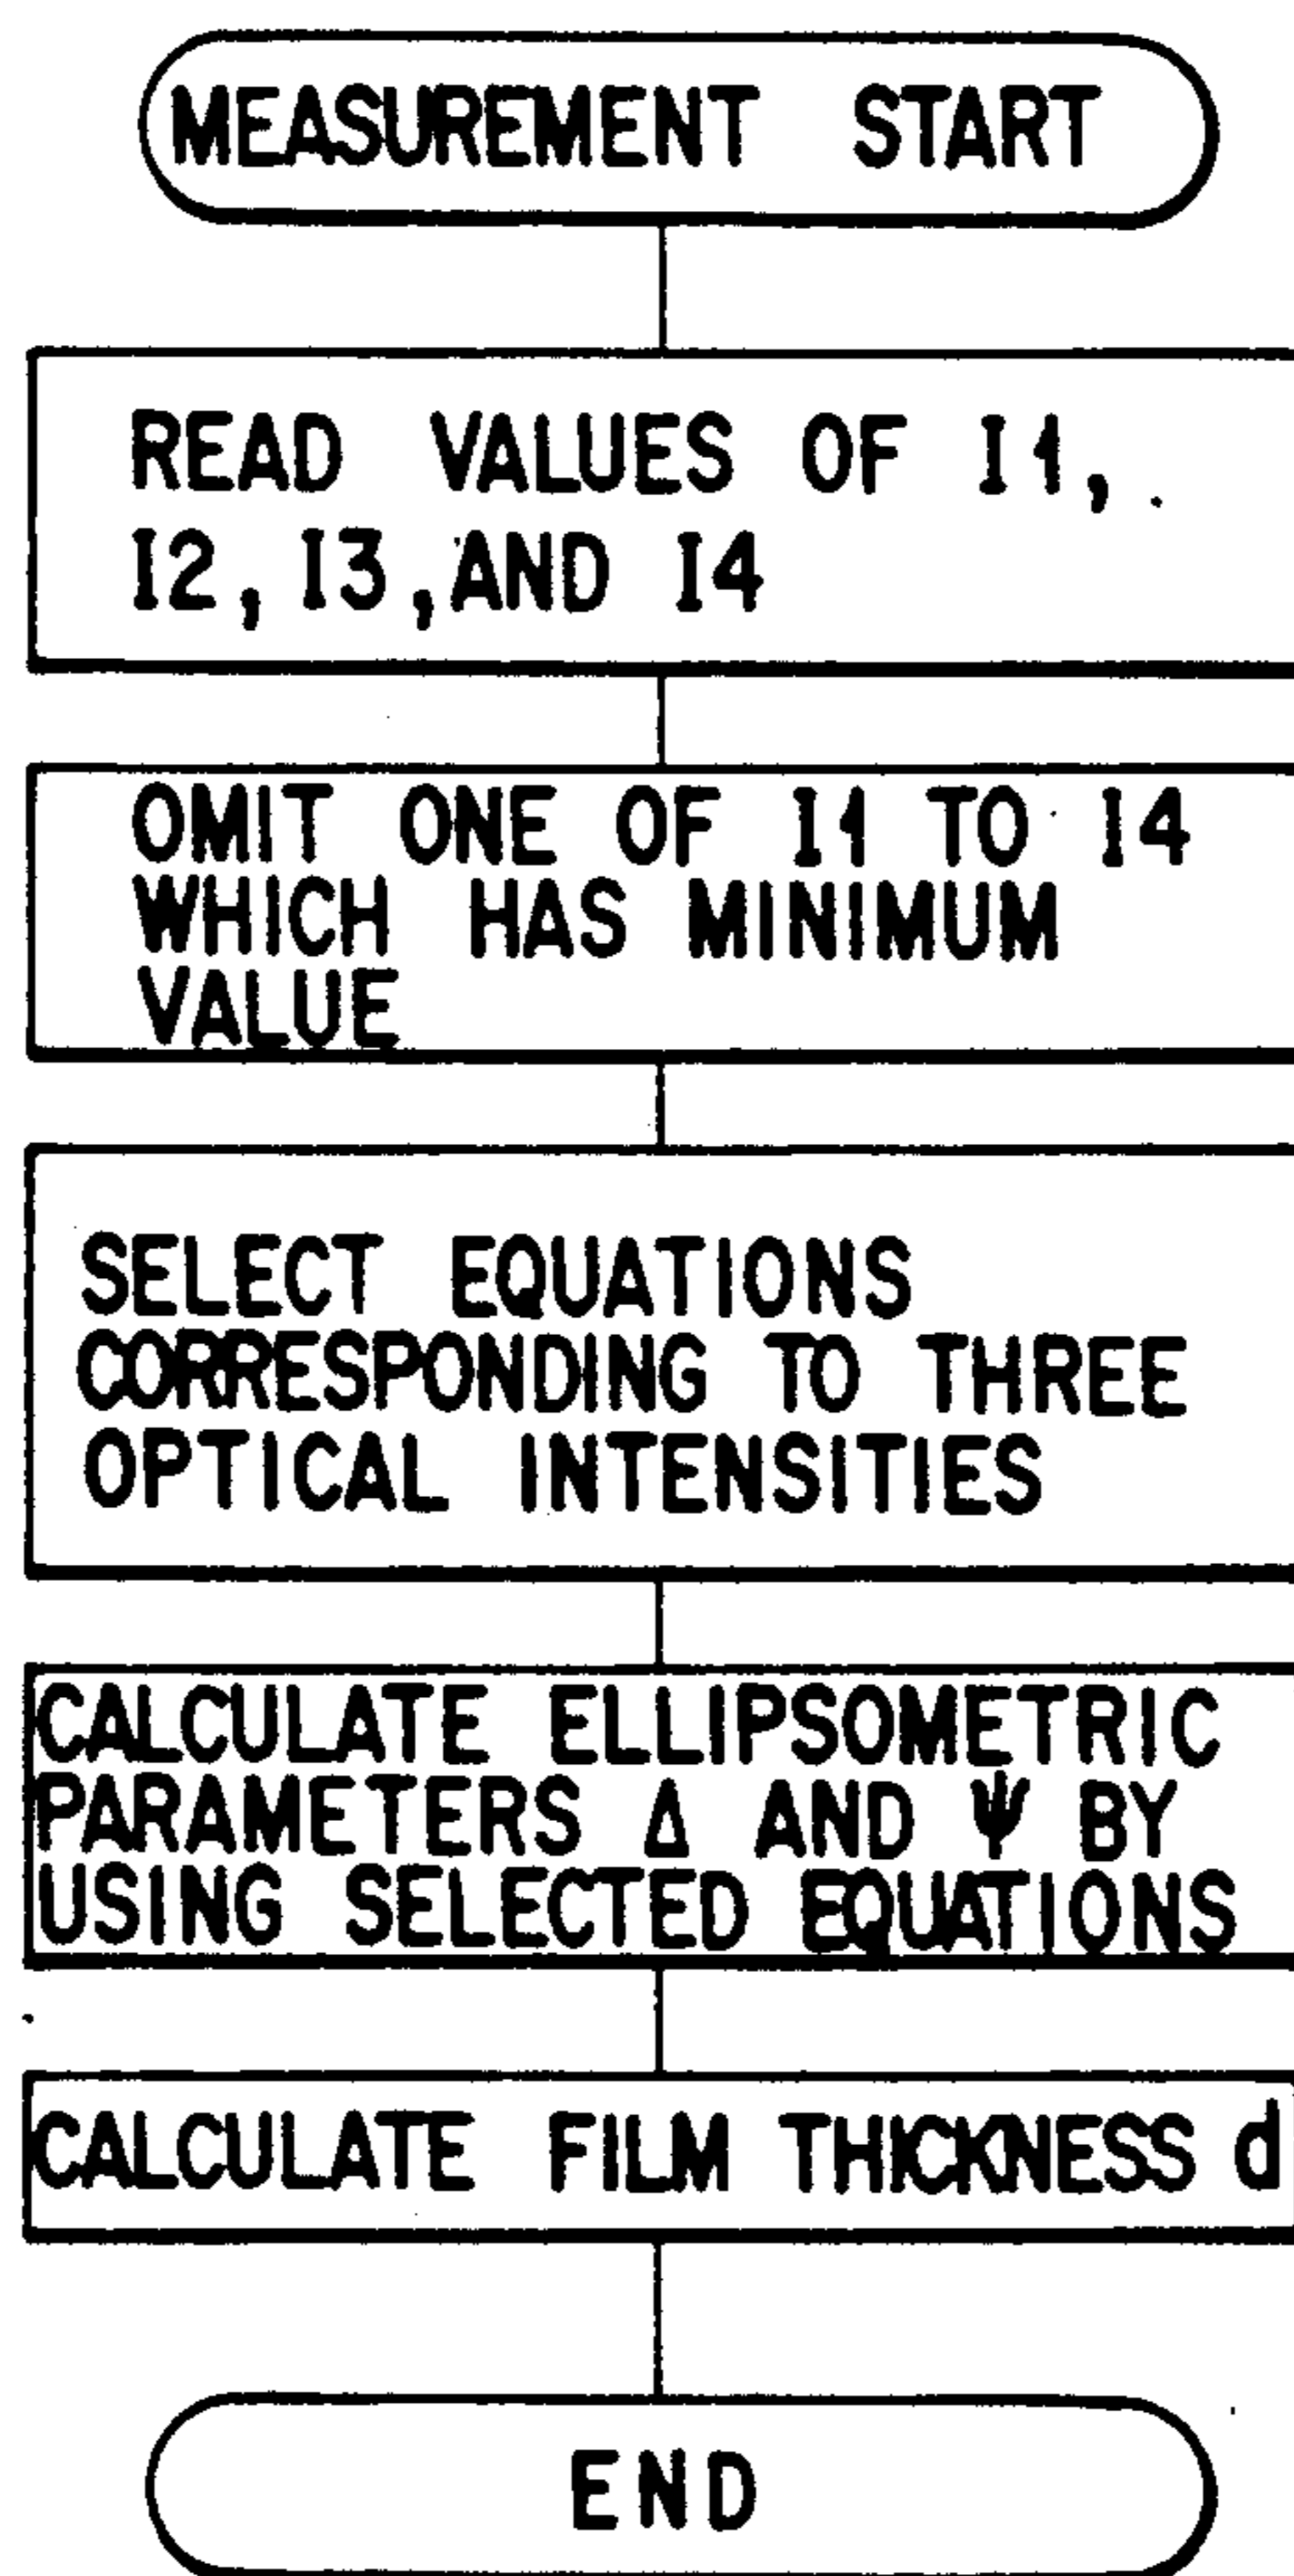 MEASUREMENT START
READ VALUES OF I1,
I2, I3, AND I4
OMIT ONE OF I1 TO I4
WHICH HAS MINIMUM
VALUE
SELECT EQUATIONS
CORRESPONDING TO THREE
OPTICAL INTENSITIES
CALCULATE ELLIPSOMETRIC
PARAMETERS Δ AND Ψ BY
USING SELECTED EQUATIONS
CALCULATE FILM THICKNESS d
END